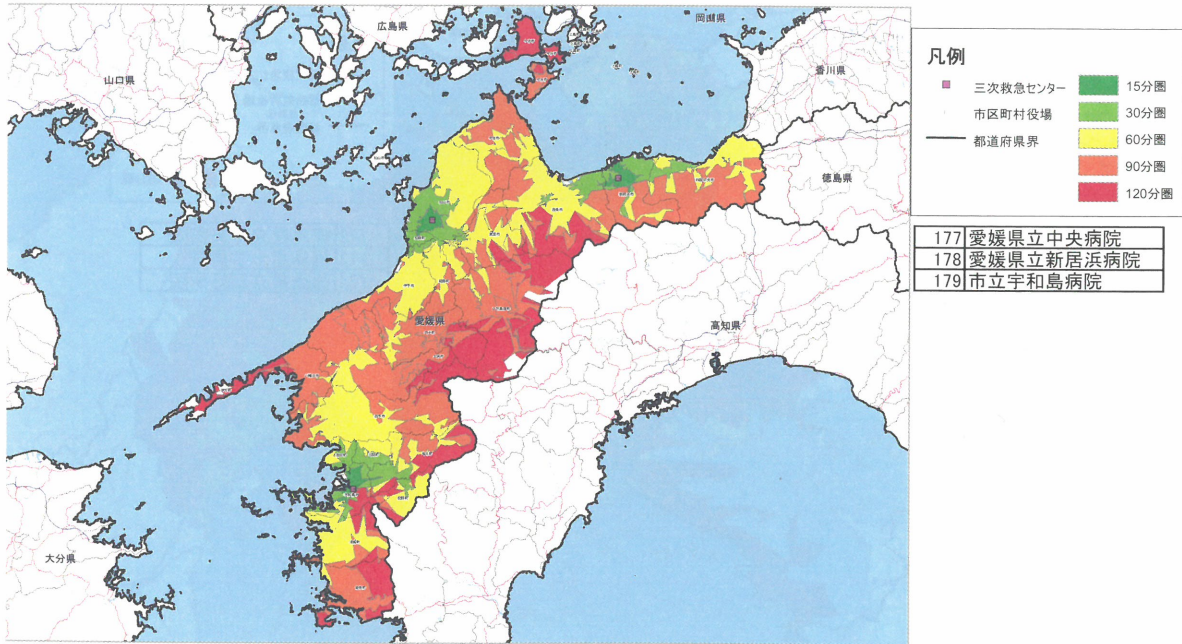 広島県
岡山県
山口県
香川県
徳島県
愛媛県
高知県
大分県
凡例
三次救急センター
市区町村役場
都道府県界
15分圏
30分圏
60分圏
90分圏
120分圏
177 愛媛県立中央病院
178 愛媛県立新居浜病院
179 市立宇和島病院